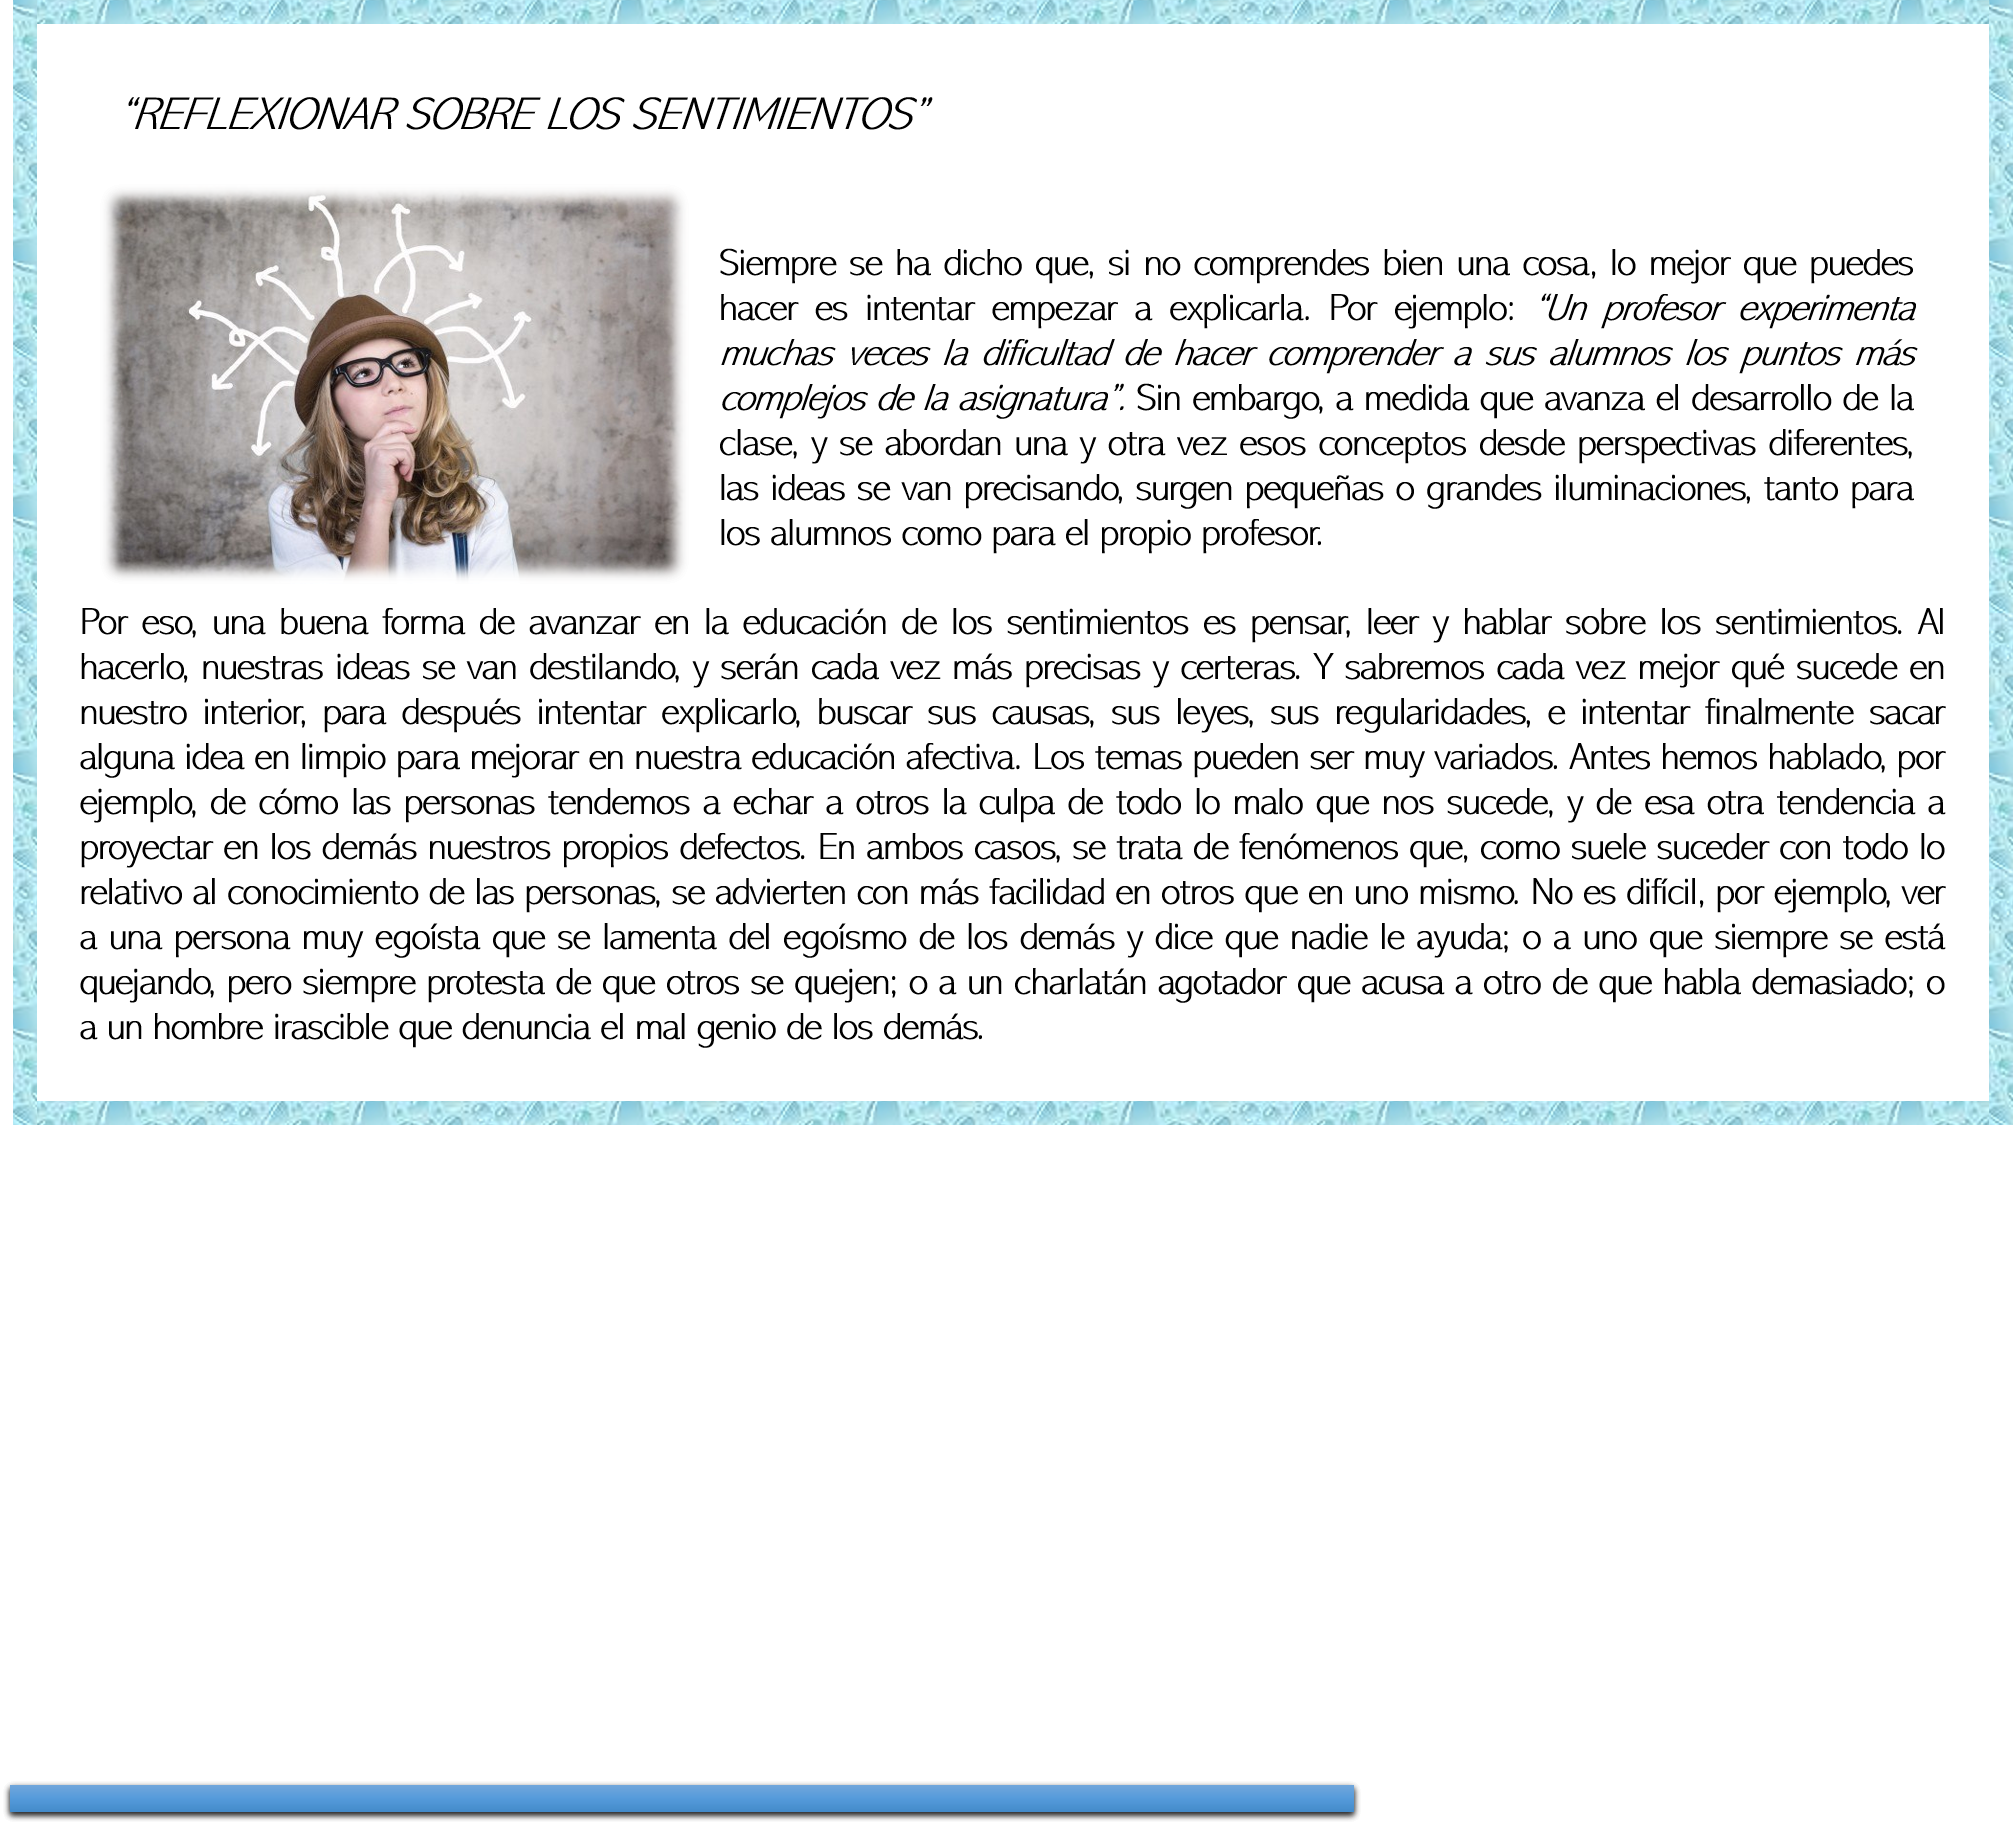 “REFLEXIONAR SOBRE LOS SENTIMIENTOS”
Siempre se ha dicho que, si no comprendes bien una cosa, lo mejor que puedes
hacer es intentar empezar a explicarla. Por ejemplo: “Un profesor experimenta
muchas veces la dificultad de hacer comprender a sus alumnos los puntos más
complejos de la asignatura”. Sin embargo, a medida que avanza el desarrollo de la
clase, y se abordan una y otra vez esos conceptos desde perspectivas diferentes,
las ideas se van precisando, surgen pequeñas o grandes iluminaciones, tanto para
los alumnos como para el propio profesor.
Por eso, una buena forma de avanzar en la educación de los sentimientos es pensar, leer y hablar sobre los sentimientos. Al
hacerlo, nuestras ideas se van destilando, y serán cada vez más precisas y certeras. Y sabremos cada vez mejor qué sucede en
nuestro interior, para después intentar explicarlo, buscar sus causas, sus leyes, sus regularidades, e intentar finalmente sacar
alguna idea en limpio para mejorar en nuestra educación afectiva. Los temas pueden ser muy variados. Antes hemos hablado, por
ejemplo, de cómo las personas tendemos a echar a otros la culpa de todo lo malo que nos sucede, y de esa otra tendencia a
proyectar en los demás nuestros propios defectos. En ambos casos, se trata de fenómenos que, como suele suceder con todo lo
relativo al conocimiento de las personas, se advierten con más facilidad en otros que en uno mismo. No es difícil, por ejemplo, ver
a una persona muy egoísta que se lamenta del egoísmo de los demás y dice que nadie le ayuda; o a uno que siempre se está
quejando, pero siempre protesta de que otros se quejen; o a un charlatán agotador que acusa a otro de que habla demasiado; o
a un hombre irascible que denuncia el mal genio de los demás.